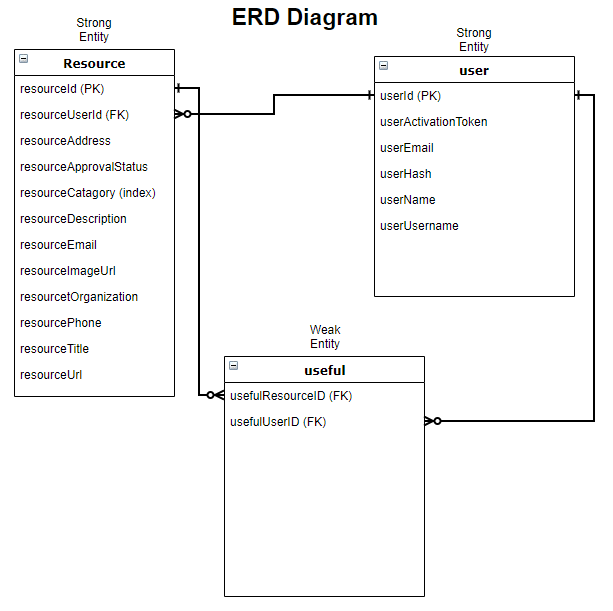 ERD Diagram
Strong
Entity
Resource
resourceId (PK)
resourceUserId (FK)
resourceAddress
resourceApprovalStatus
resourceCatagory (index)
resourceDescription
resourceEmail
resourceImageUrl
resourcetOrganization
resourcePhone
resourceTitle
resourceUrl
Strong
Entity
user
userId (PK)
userActivationToken
userEmail
userHash
userName
userUsername
Weak
Entity
useful
usefulResourceID (FK)
usefulUserID (FK)